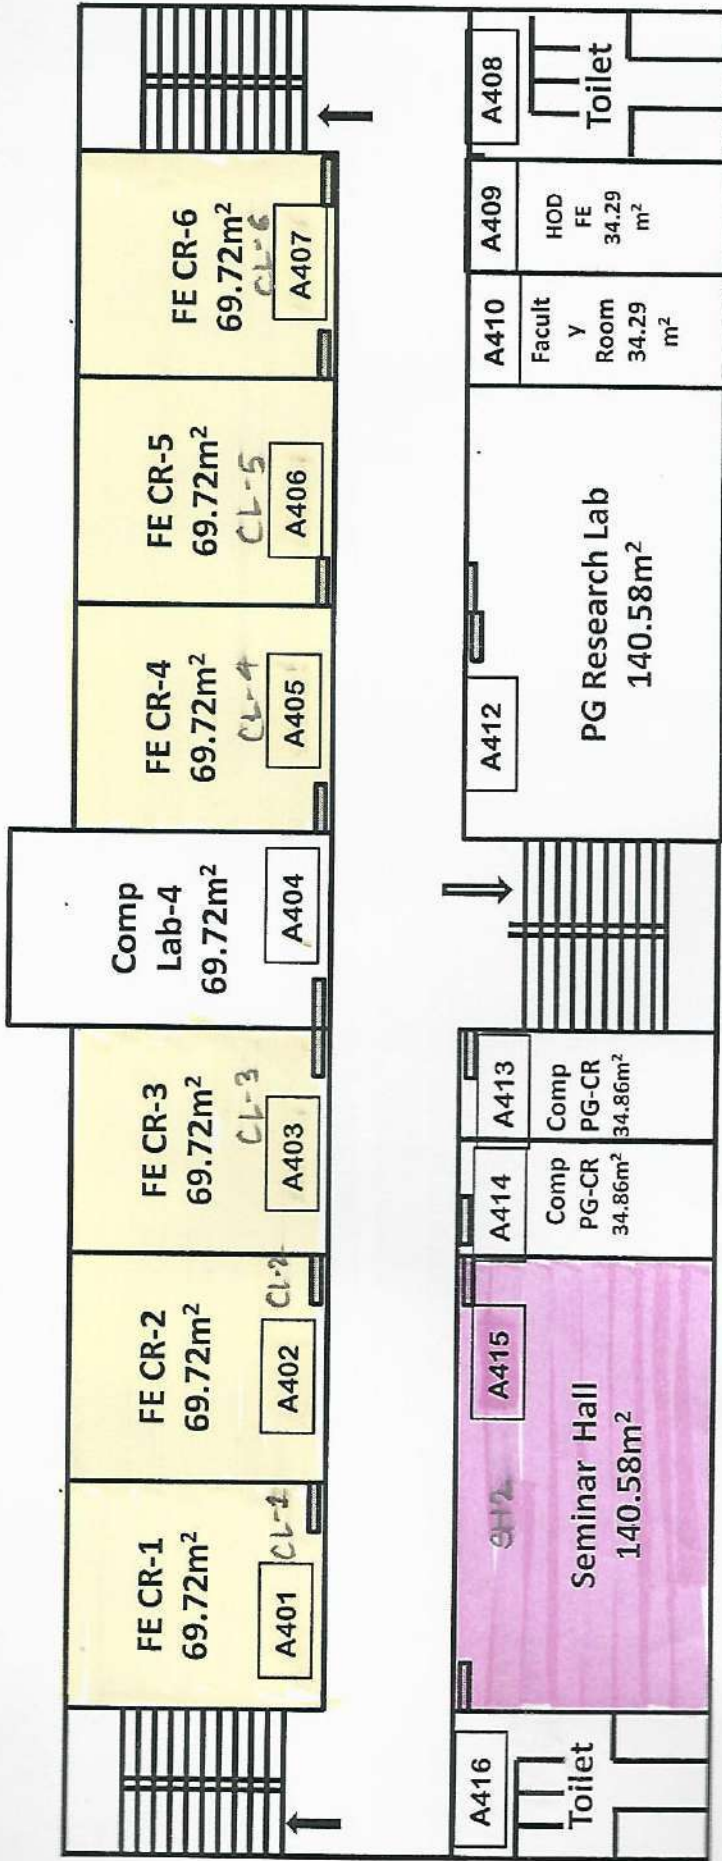 FE CR-1
69.72m²
CL-1
A401
FE CR-2
69.72m²
CL-2
A402
FE CR-3
69.72m²
CL-3
A403
Comp
Lab-4
69.72m²
A404
FE CR-4
69.72m²
CL-4
A405
FE CR-5
69.72m²
CL-5
A406
FE CR-6
69.72m²
CL-6
A407
A416
Toilet
A415
SH2
Seminar Hall
140.58m²
A414
Comp
PG-CR
34.86m²
A413
Comp
PG-CR
34.86m²
A412
PG Research Lab
140.58m²
A410
Facult
y
Room
34.29
m²
A409
HOD
FE
34.29
m²
A408
Toilet